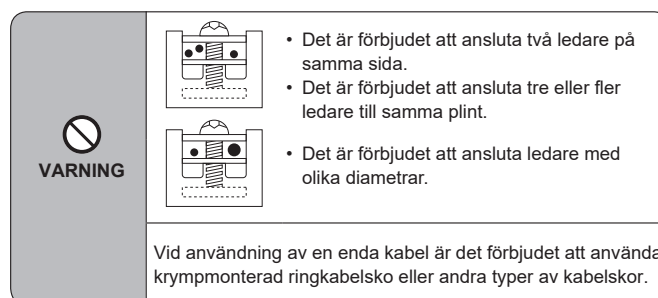 VARNING
• Det är förbjudet att ansluta två ledare på
samma sida.
• Det är förbjudet att ansluta tre eller fler
ledare till samma plint.
• Det är förbjudet att ansluta ledare med
olika diametrar.
Vid användning av en enda kabel är det förbjudet att använda
krympmonterad ringkabelsko eller andra typer av kabelskor.